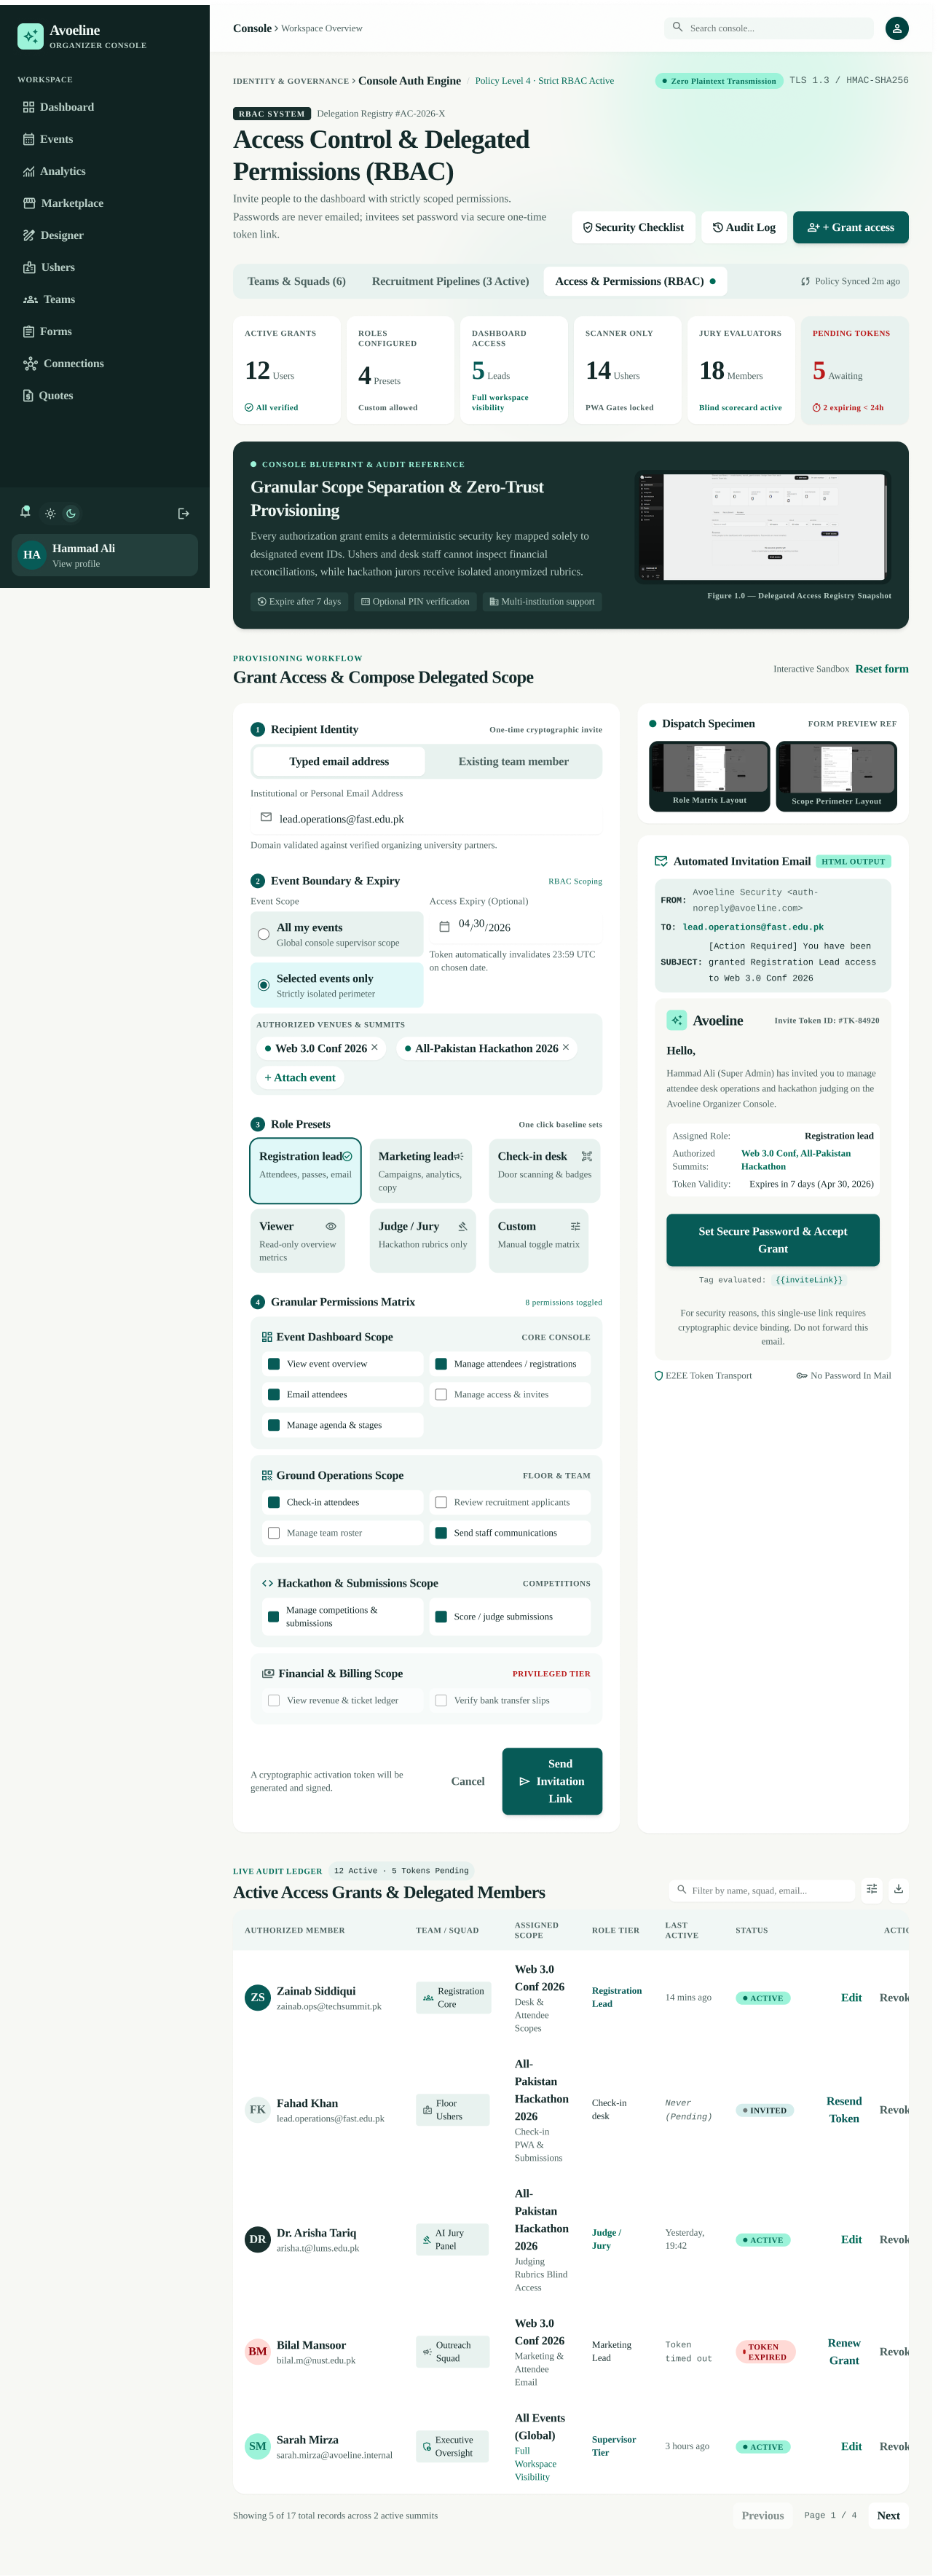 Avoeline
ORGANIZER CONSOLE
WORKSPACE
Dashboard
Events
Analytics
Marketplace
Designer
Ushers
Teams
Forms
Connections
Quotes
HA
Hammad Ali
View profile
Console > Workspace Overview
Search console...
IDENTITY & GOVERNANCE > Console Auth Engine / Policy Level 4 · Strict RBAC Active
Zero Plaintext Transmission
TLS 1.3 / HMAC-SHA256
RBAC SYSTEM Delegation Registry #AC-2026-X
Access Control & Delegated
Permissions (RBAC)
Invite people to the dashboard with strictly scoped permissions.
Passwords are never emailed; invitees set password via secure one-time
token link.
Security Checklist
Audit Log
+ Grant access
Teams & Squads (6)
Recruitment Pipelines (3 Active)
Access & Permissions (RBAC)
Policy Synced 2m ago
ACTIVE GRANTS
12 Users
All verified
ROLES
CONFIGURED
4 Presets
Custom allowed
DASHBOARD
ACCESS
5 Leads
Full workspace
visibility
SCANNER ONLY
14 Ushers
PWA Gates locked
JURY EVALUATORS
18 Members
Blind scorecard active
PENDING TOKENS
5 Awaiting
2 expiring < 24h
CONSOLE BLUEPRINT & AUDIT REFERENCE
Granular Scope Separation & Zero-Trust
Provisioning
Every authorization grant emits a deterministic security key mapped solely to
designated event IDs. Ushers and desk staff cannot inspect financial
reconciliations, while hackathon jurors receive isolated anonymized rubrics.
Expire after 7 days
Optional PIN verification
Multi-institution support
Figure 1.0 — Delegated Access Registry Snapshot
PROVISIONING WORKFLOW
Grant Access & Compose Delegated Scope
Interactive Sandbox Reset form
1 Recipient Identity
One-time cryptographic invite
Typed email address
Existing team member
Institutional or Personal Email Address
lead.operations@fast.edu.pk
Domain validated against verified organizing university partners.
2 Event Boundary & Expiry
RBAC Scoping
Event Scope
All my events
Global console supervisor scope
Selected events only
Strictly isolated perimeter
Access Expiry (Optional)
04/30/2026
Token automatically invalidates 23:59 UTC
on chosen date.
AUTHORIZED VENUES & SUMMITS
Web 3.0 Conf 2026 ×
All-Pakistan Hackathon 2026 ×
+ Attach event
3 Role Presets
One click baseline sets
Registration lead
Attendees, passes, email
Marketing lead
Campaigns, analytics,
copy
Check-in desk
Door scanning & badges
Viewer
Read-only overview
metrics
Judge / Jury
Hackathon rubrics only
Custom
Manual toggle matrix
4 Granular Permissions Matrix
8 permissions toggled
Event Dashboard Scope
CORE CONSOLE
View event overview
Manage attendees / registrations
Email attendees
Manage access & invites
Manage agenda & stages
Ground Operations Scope
FLOOR & TEAM
Check-in attendees
Review recruitment applicants
Manage team roster
Send staff communications
Hackathon & Submissions Scope
COMPETITIONS
Manage competitions &
submissions
Score / judge submissions
Financial & Billing Scope
PRIVILEGED TIER
View revenue & ticket ledger
Verify bank transfer slips
A cryptographic activation token will be
generated and signed.
Cancel
Send
Invitation
Link
Dispatch Specimen
FORM PREVIEW REF
Role Matrix Layout
Scope Perimeter Layout
Automated Invitation Email
HTML OUTPUT
FROM: Avoeline Security <auth-
noreply@avoeline.com>
TO: lead.operations@fast.edu.pk
SUBJECT: [Action Required] You have been
granted Registration Lead access
to Web 3.0 Conf 2026
Avoeline
Invite Token ID: #TK-84920
Hello,
Hammad Ali (Super Admin) has invited you to manage
attendee desk operations and hackathon judging on the
Avoeline Organizer Console.
Assigned Role: Registration lead
Authorized Summits: Web 3.0 Conf, All-Pakistan
Hackathon
Token Validity: Expires in 7 days (Apr 30, 2026)
Set Secure Password & Accept
Grant
Tag evaluated: {{inviteLink}}
For security reasons, this single-use link requires
cryptographic device binding. Do not forward this
email.
E2EE Token Transport
No Password In Mail
LIVE AUDIT LEDGER 12 Active · 5 Tokens Pending
Active Access Grants & Delegated Members
Filter by name, squad, email...
AUTHORIZED MEMBER
TEAM / SQUAD
ASSIGNED
SCOPE
ROLE TIER
LAST
ACTIVE
STATUS
ACTIO
ZS
Zainab Siddiqui
zainab.ops@techsummit.pk
Registration
Core
Web 3.0
Conf 2026
Desk &
Attendee
Scopes
Registration
Lead
14 mins ago
ACTIVE
Edit
Revok
FK
Fahad Khan
lead.operations@fast.edu.pk
Floor
Ushers
All-
Pakistan
Hackathon
2026
Check-in
PWA &
Submissions
Check-in
desk
Never
(Pending)
INVITED
Resend
Token
Revok
DR
Dr. Arisha Tariq
arisha.t@lums.edu.pk
AI Jury
Panel
All-
Pakistan
Hackathon
2026
Judging
Rubrics Blind
Access
Judge /
Jury
Yesterday,
19:42
ACTIVE
Edit
Revok
BM
Bilal Mansoor
bilal.m@nust.edu.pk
Outreach
Squad
Web 3.0
Conf 2026
Marketing &
Attendee
Email
Marketing
Lead
Token
timed out
TOKEN
EXPIRED
Renew
Grant
Revok
SM
Sarah Mirza
sarah.mirza@avoeline.internal
Executive
Oversight
All Events
(Global)
Full
Workspace
Visibility
Supervisor
Tier
3 hours ago
ACTIVE
Edit
Revok
Showing 5 of 17 total records across 2 active summits
Previous
Page 1 / 4
Next